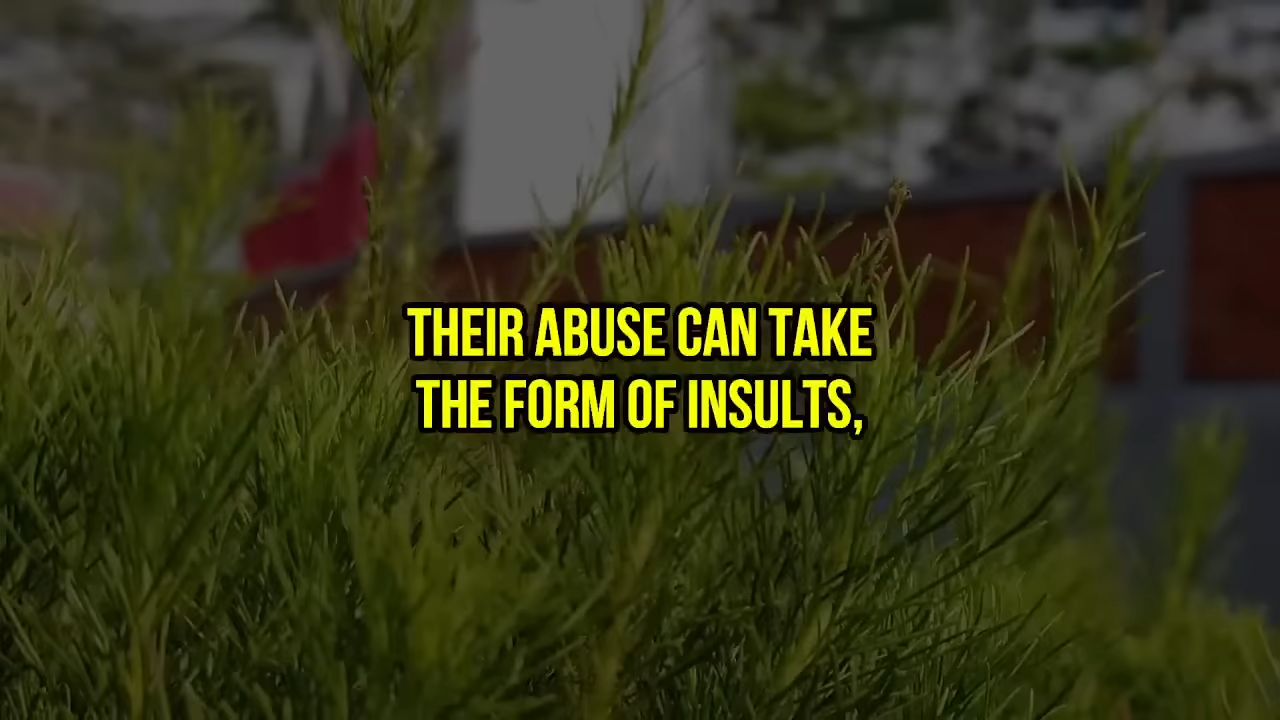 THEIR ABUSE CAN TAKE
THE FORM OF INSULTS,